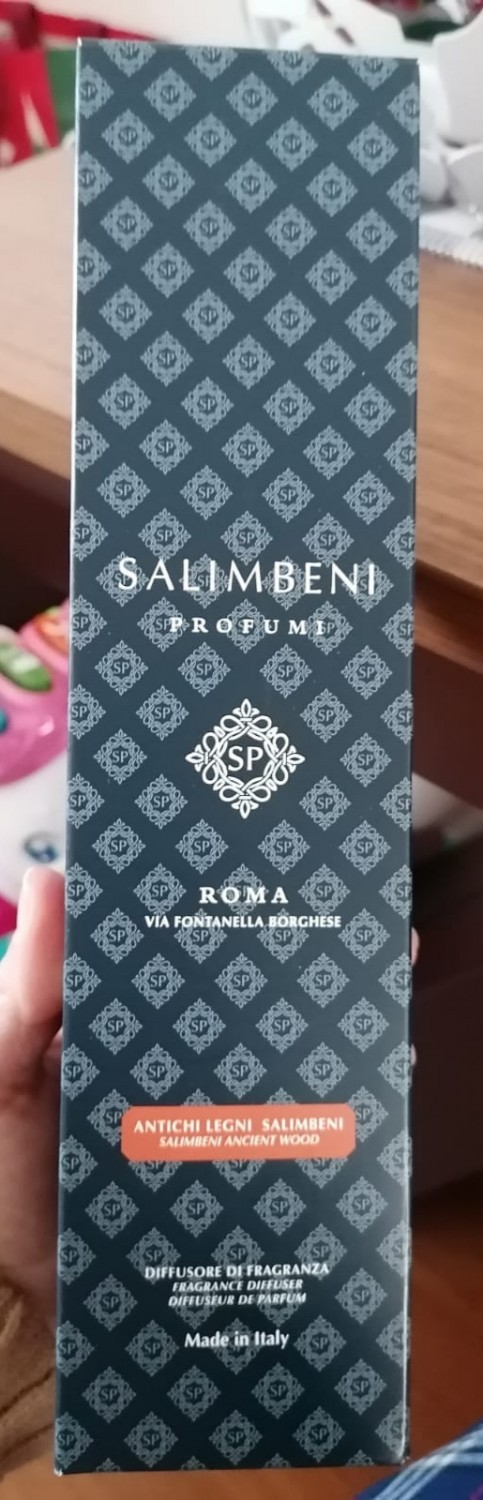 SALIMBENI
PROFUMI
SP
ROMA
VIA FONTANELLA BORGHESE
ANTICHI LEGNI SALIMBENI
SALIMBENI ANCIENT WOOD
DIFFUSORE DI FRAGRANZA
FRAGRANCE DIFFUSER
DIFFUSEUR DE PARFUM
Made in Italy